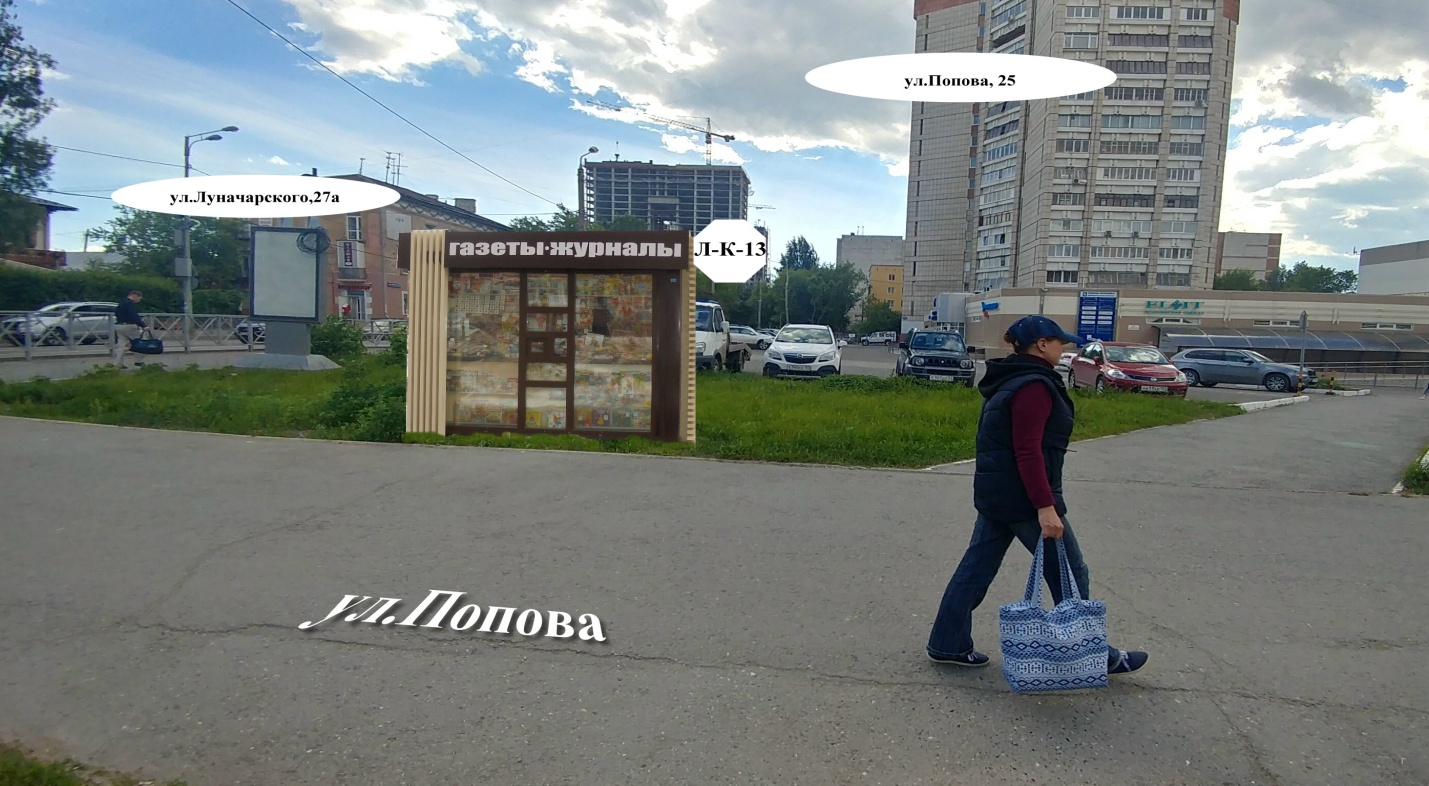 ул.Попова, 25
ул.Луначарского,27а
газеты·журналы
Л-К-13
ул.Попова